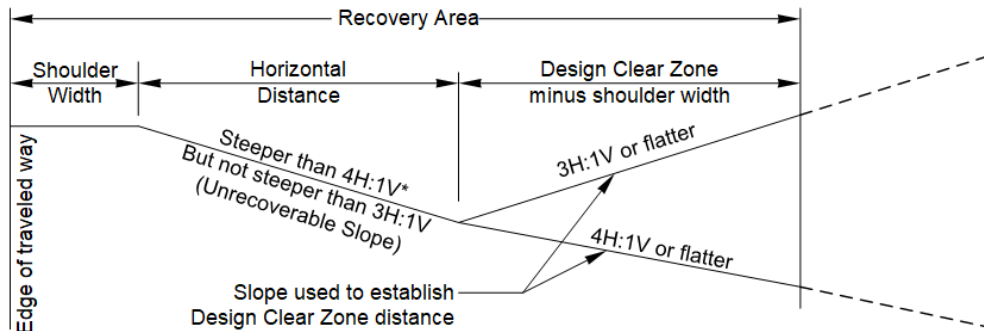 Recovery Area
Shoulder
Width
Horizontal
Distance
Design Clear Zone
minus shoulder width
Edge of traveled way
Steeper than 4H:1V*
But not steeper than 3H:1V
(Unrecoverable Slope)
3H:1V or flatter
4H:1V or flatter
Slope used to establish
Design Clear Zone distance